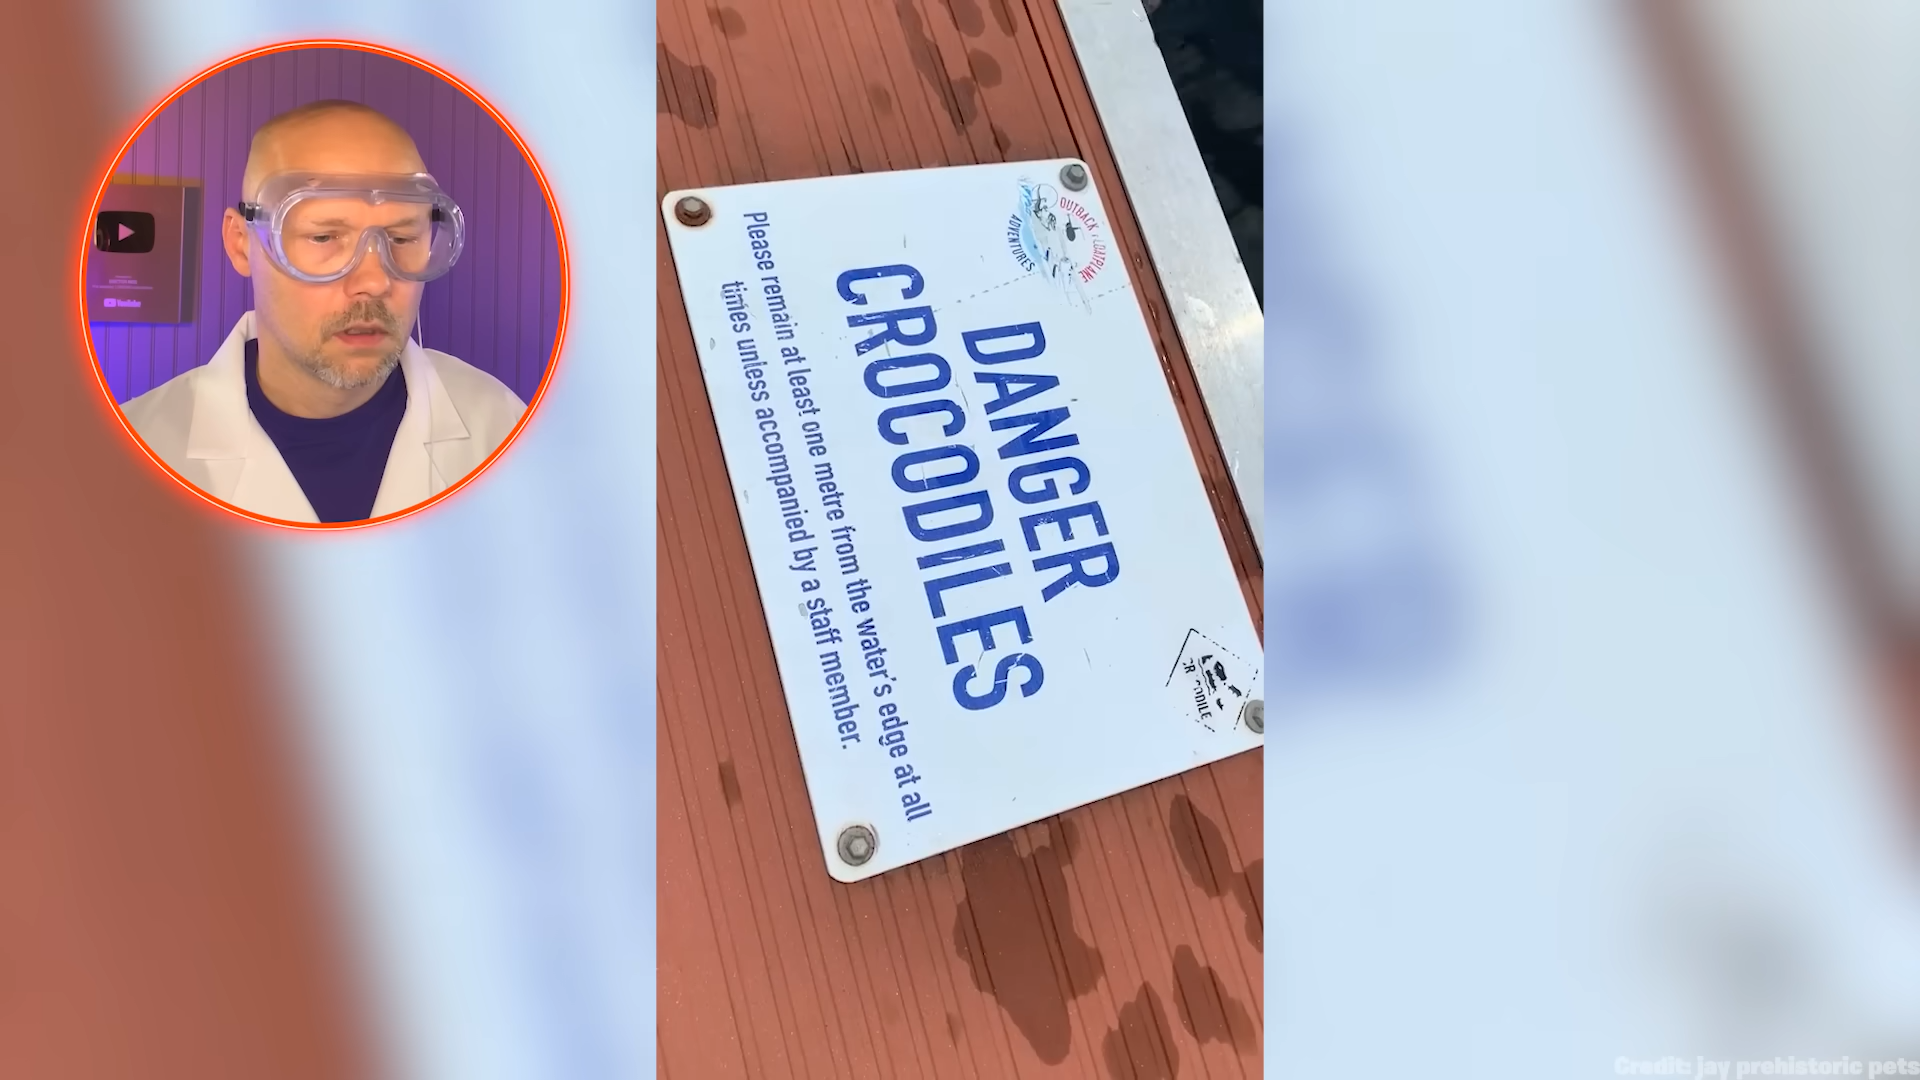 OUTBACK FLOATPLANE
ADVENTURES
DANGER
CROCODILES
Please remain at least one metre from the water's edge at all
times unless accompanied by a staff member.
YouTube
Credit: jay prehistoric pets